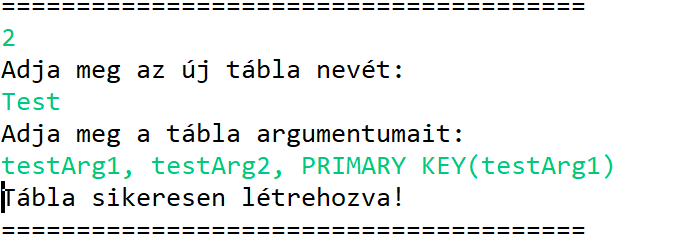 =======================================
2
Adja meg az új tábla nevét:
Test
Adja meg a tábla argumentumait:
testArg1, testArg2, PRIMARY KEY(testArg1)
Tábla sikeresen létrehozva!
=======================================